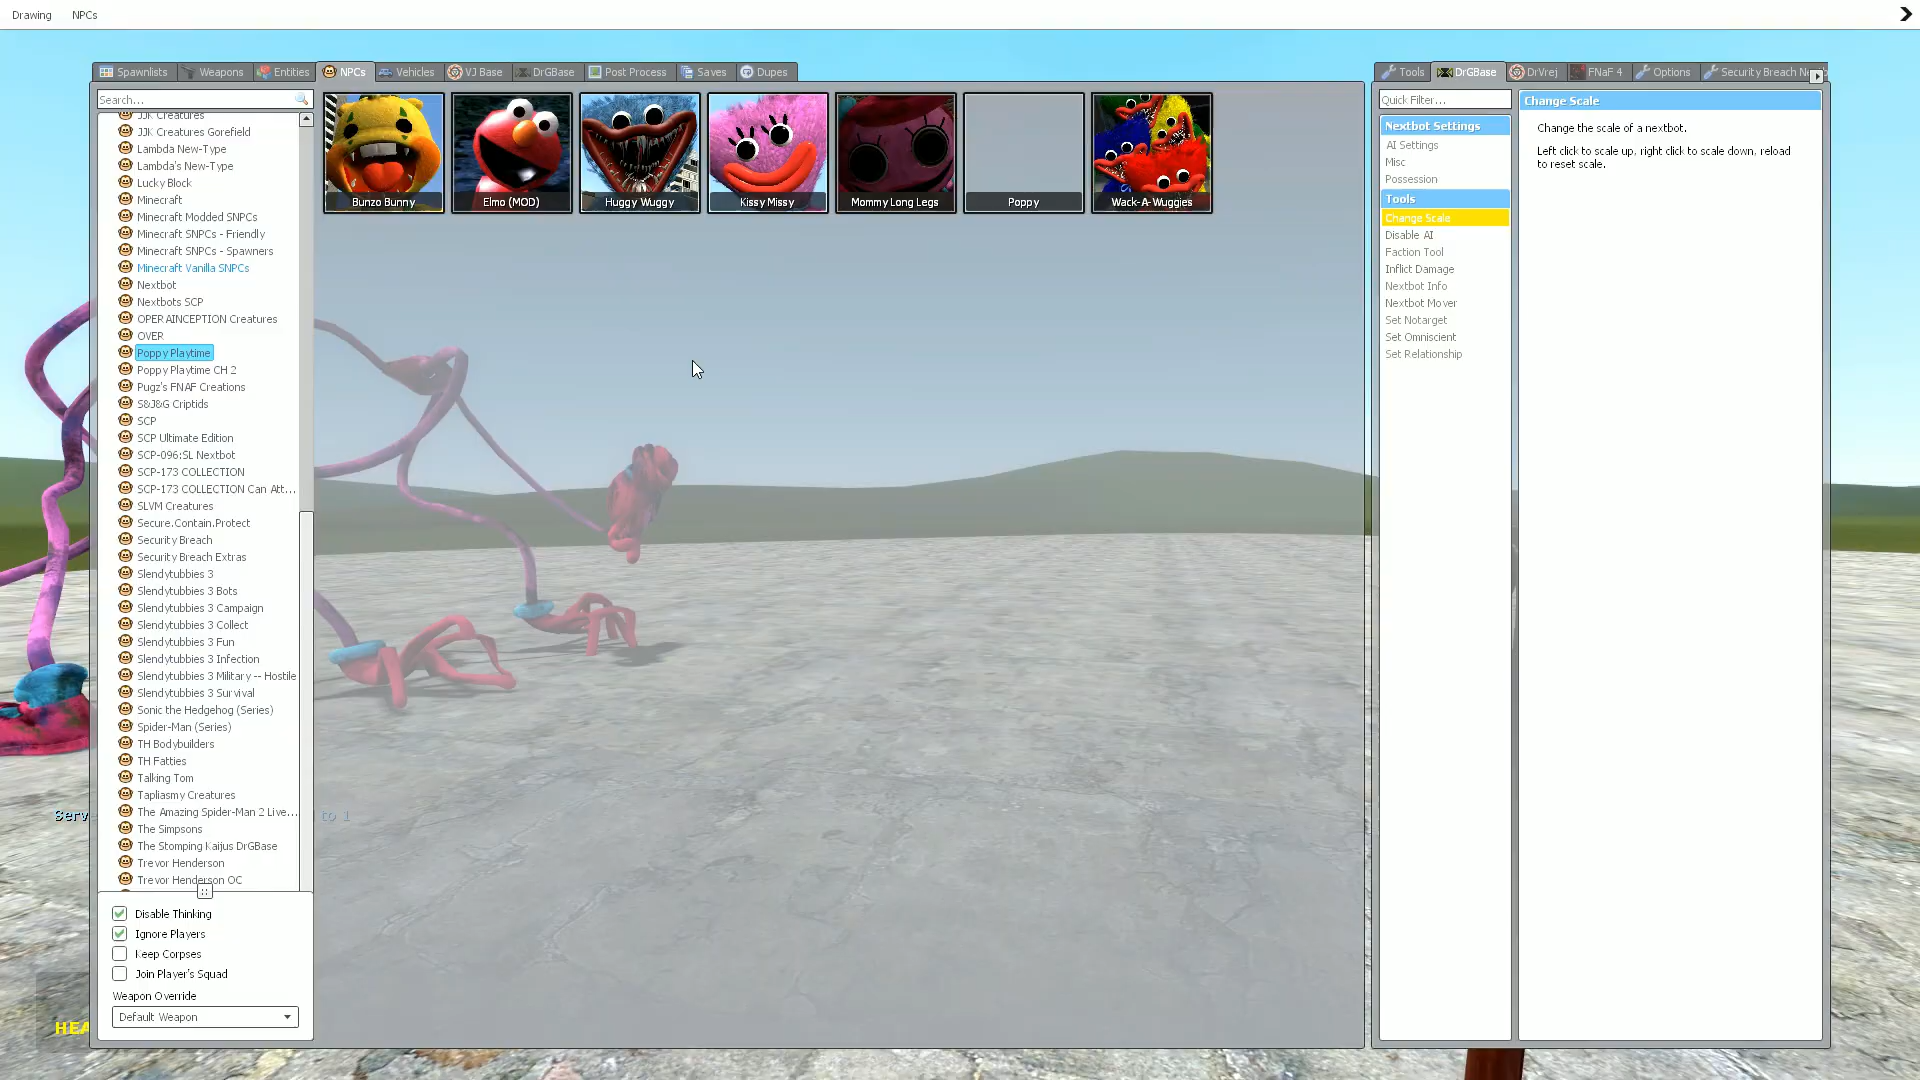 Drawing NPCs
Spawnlists Weapons Entities NPCs Vehicles VJ Base DrGBase Post Process Saves Dupes
Tools DrGBase DrVrej FNaF 4 Options Security Breach
Search...
JJK Creatures
JJK Creatures Gorefield
Lambda New-Type
Lambda's New-Type
Lucky Block
Minecraft
Minecraft Modded SNPCs
Minecraft SNPCs - Friendly
Minecraft SNPCs - Spawners
Minecraft Vanilla SNPCs
Nextbot
Nextbots SCP
OPERAINCEPTION Creatures
OVER
Poppy Playtime
Poppy Playtime CH 2
Pugz's FNAF Creations
S&J&G Criptids
SCP
SCP Ultimate Edition
SCP-096:SL Nextbot
SCP-173 COLLECTION
SCP-173 COLLECTION Can Att...
SLVM Creatures
Secure.Contain.Protect
Security Breach
Security Breach Extras
Slendytubbies 3
Slendytubbies 3 Bots
Slendytubbies 3 Campaign
Slendytubbies 3 Collect
Slendytubbies 3 Fun
Slendytubbies 3 Infection
Slendytubbies 3 Military -- Hostile
Slendytubbies 3 Survival
Sonic the Hedgehog (Series)
Spider-Man (Series)
TH Bodybuilders
TH Fatties
Talking Tom
Tapliasmy Creatures
The Amazing Spider-Man 2 Live...
The Simpsons
The Stomping Kaijus DrGBase
Trevor Henderson
Trevor Henderson OC
Disable Thinking
Ignore Players
Keep Corpses
Join Player's Squad
Weapon Override
Default Weapon
Bunzo Bunny
Elmo (MOD)
Huggy Wuggy
Kissy Missy
Mommy Long Legs
Poppy
Wack-A-Wuggies
Serv
to 1
HEA
Quick Filter...
Nextbot Settings
AI Settings
Misc
Possession
Tools
Change Scale
Disable AI
Faction Tool
Inflict Damage
Nextbot Info
Nextbot Mover
Set Notarget
Set Omniscient
Set Relationship
Change Scale
Change the scale of a nextbot.
Left click to scale up, right click to scale down, reload
to reset scale.